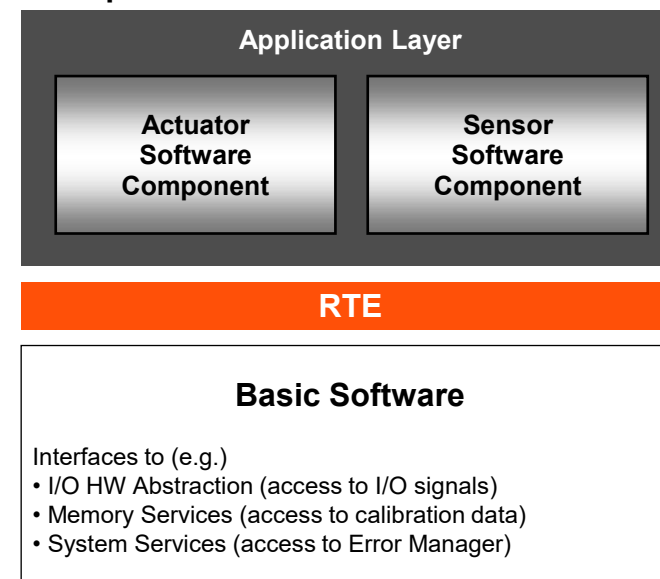 Application Layer
Actuator
Software
Component
Sensor
Software
Component
RTE
Basic Software
Interfaces to (e.g.)
• I/O HW Abstraction (access to I/O signals)
• Memory Services (access to calibration data)
• System Services (access to Error Manager)